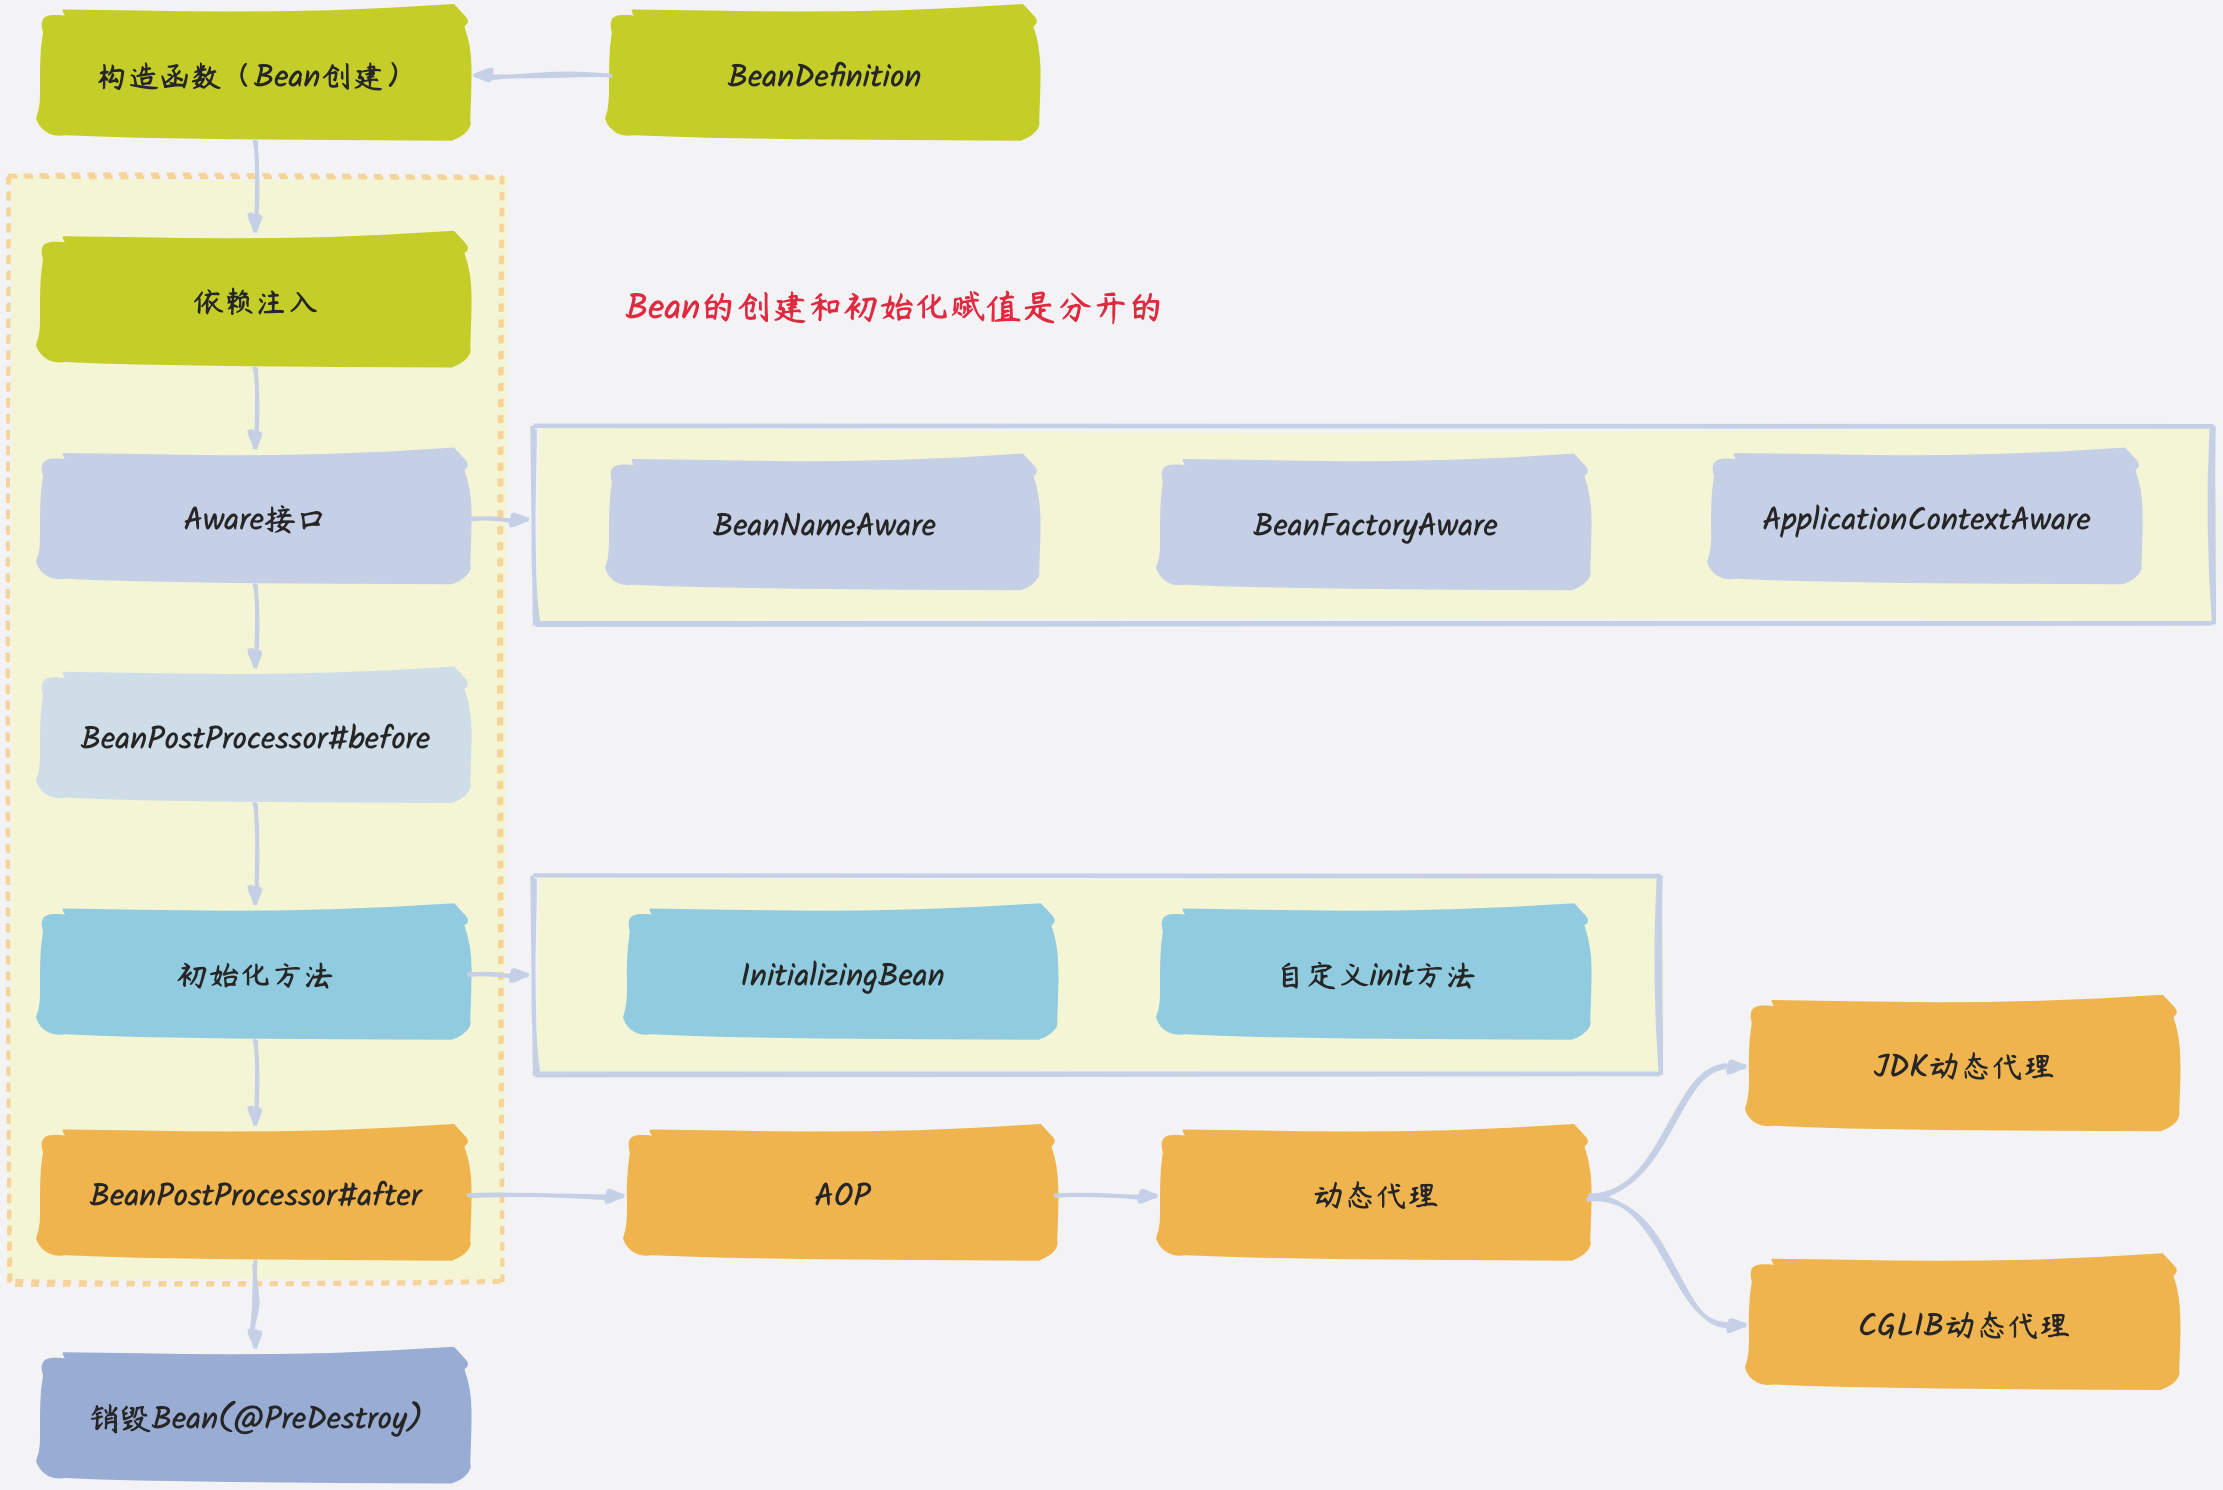 构造函数（Bean创建）
BeanDefinition
依赖注入
Bean的创建和初始化赋值是分开的
Aware接口
BeanNameAware
BeanFactoryAware
ApplicationContextAware
BeanPostProcessor#before
初始化方法
InitializingBean
自定义init方法
JDK动态代理
BeanPostProcessor#after
AOP
动态代理
CGLIB动态代理
销毁Bean(@PreDestroy)